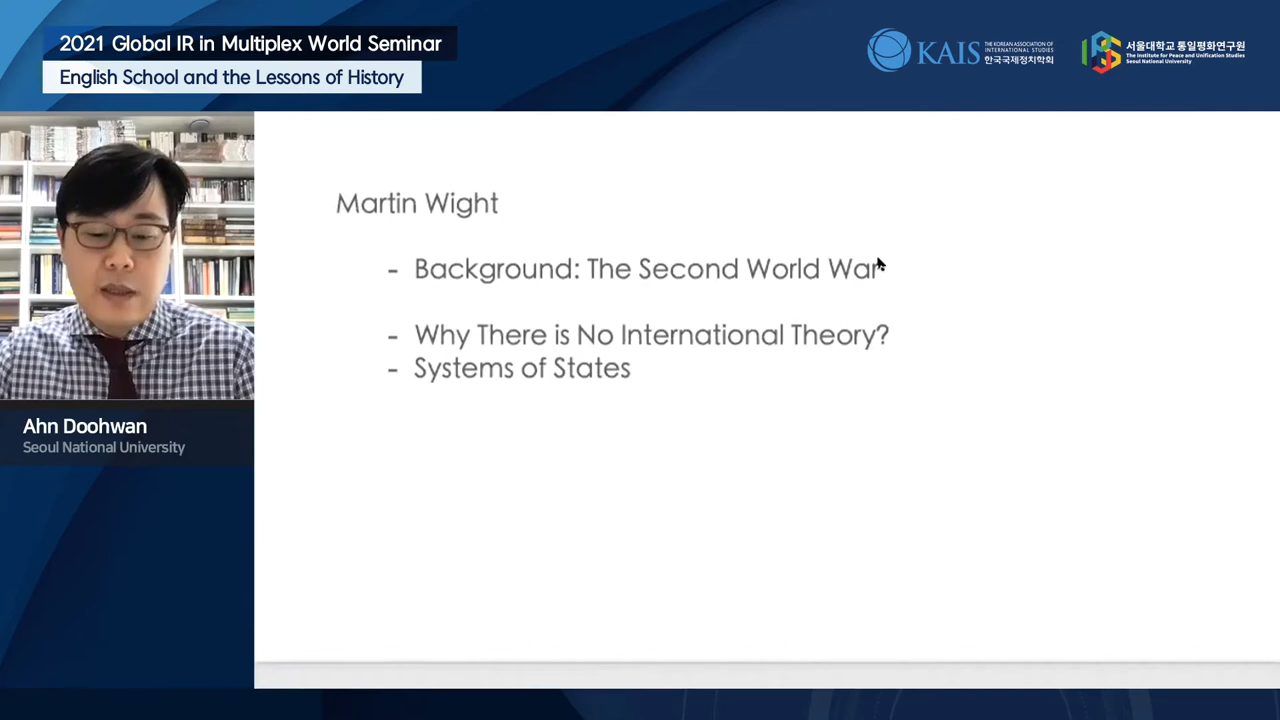 2021 Global IR in Multiplex World Seminar
English School and the Lessons of History
KAIS
THE KOREAN ASSOCIATION OF
INTERNATIONAL STUDIES
한국국제정치학회
서울대학교 통일평화연구원
The Institute for Peace and Unification Studies
Seoul National University
Martin Wight
- Background: The Second World War
- Why There is No International Theory?
- Systems of States
Ahn Doohwan
Seoul National University